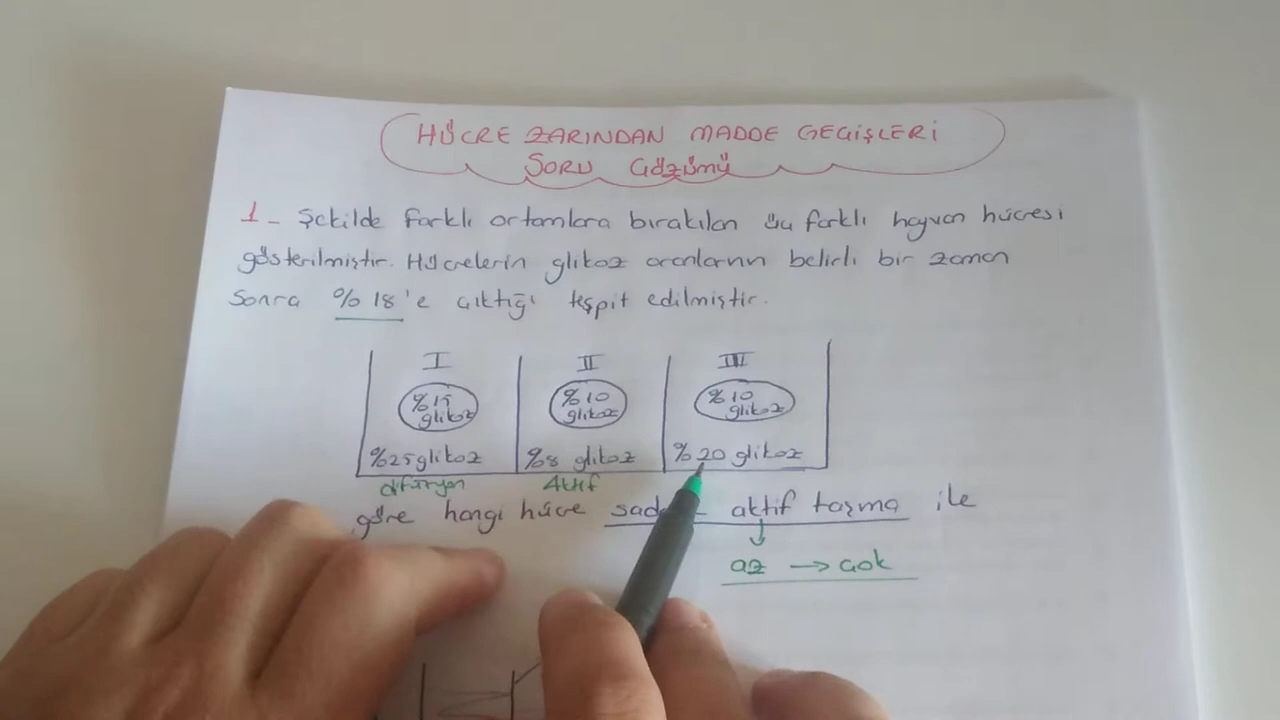 HÜCRE ZARINDAN MADDE GEÇİŞLERİ
SORU ÇÖZÜMÜ
1- Şekilde farklı ortamlara bırakılan üç farklı hayvan hücresi
gösterilmiştir. Hücrelerin glikoz oranlarının belirli bir zaman
sonra %18'e çıktığı tespit edilmiştir.
I II III
%15 glikoz %10 glikoz %10 glikoz
%25 glikoz %8 glikoz %20 glikoz
difüzyon Aktif
göre hangi hücre aktif taşıma ile
az → çok